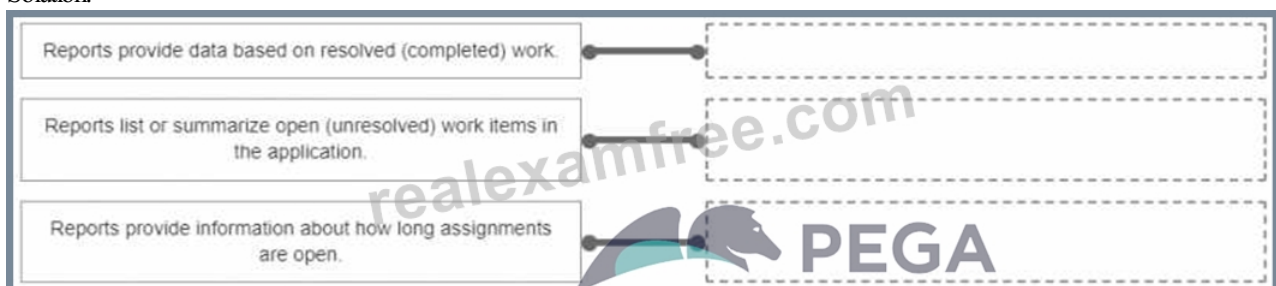 Solution:
Reports provide data based on resolved (completed) work.
Reports list or summarize open (unresolved) work items in
the application.
realexamfree.com
Reports provide information about how long assignments
are open.
PEGA